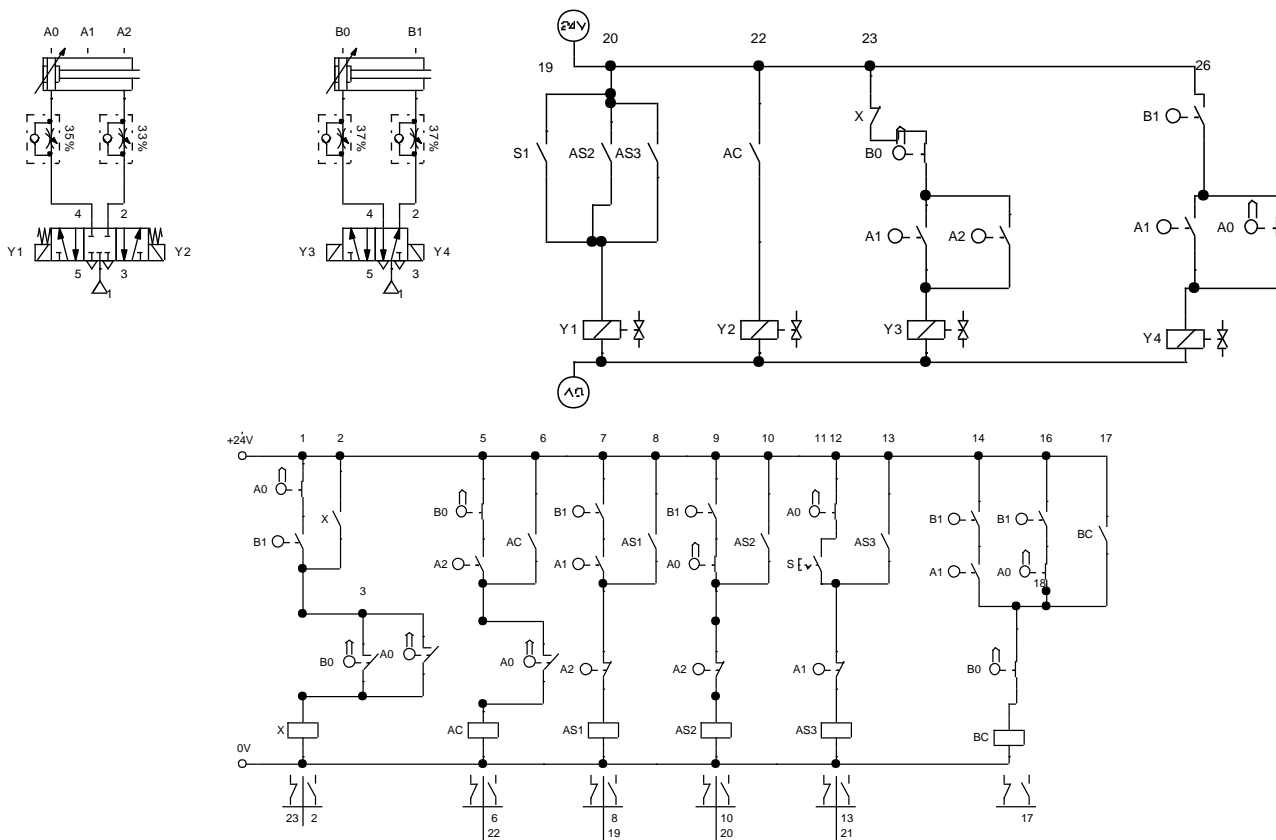 A0 A1 A2
B0 B1
35%
33%
37%
37%
4 2
Y1 Y2
5 3
1
4 2
Y3 Y4
5 3
1
24V
19 20 22 23 26
X
B1
B0
S1 AS2 AS3 AC
A1 A2 A1 A0
Y1 Y2 Y3 Y4
0V
+24V
1 2 5 6 7 8 9 10 11 12 13 14 16 17
A0 B0 B1 B1 A0 B1 B1
X BC
B1 AC AS1 AS2 AS3
A2 A1 A0 S A1 A0
18
3
B0 A0 A0 A2 A2 A1 B0
X AC AS1 AS2 AS3 BC
0V
23 2 6 8 10 13 17
22 19 20 21